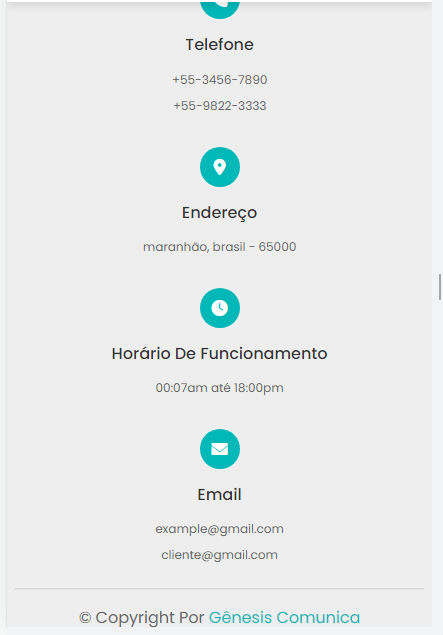 Telefone
+55-3456-7890
+55-9822-3333
Endereço
maranhão, brasil - 65000
Horário De Funcionamento
00:07am até 18:00pm
Email
example@gmail.com
cliente@gmail.com
© Copyright Por Gênesis Comunica